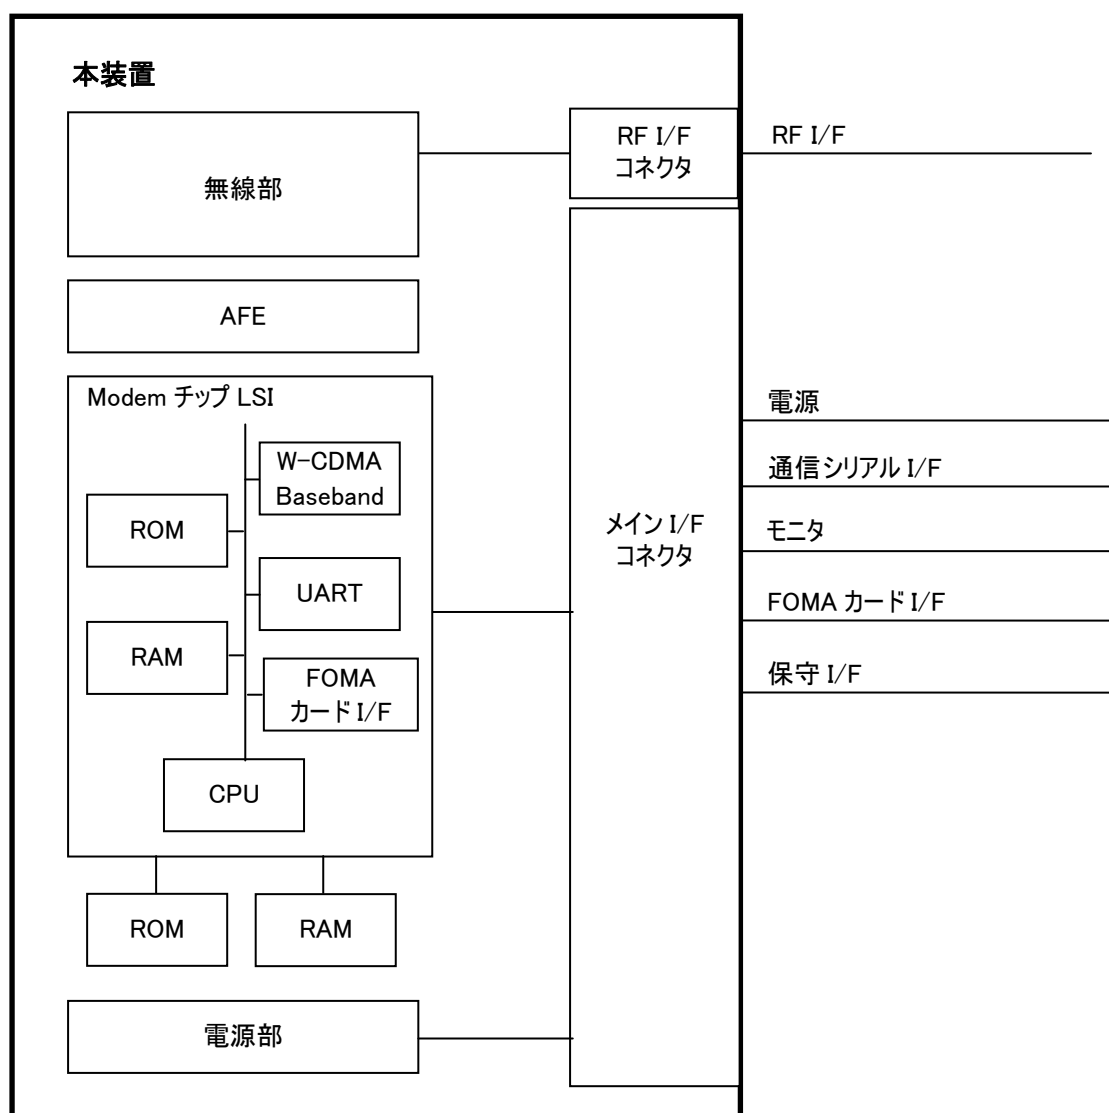 本装置
無線部
RF I/F
コネクタ
RF I/F
AFE
Modem チップ LSI
W-CDMA
Baseband
ROM
UART
RAM
FOMA
カード I/F
CPU
ROM
RAM
電源部
メイン I/F
コネクタ
電源
通信シリアル I/F
モニタ
FOMA カード I/F
保守 I/F